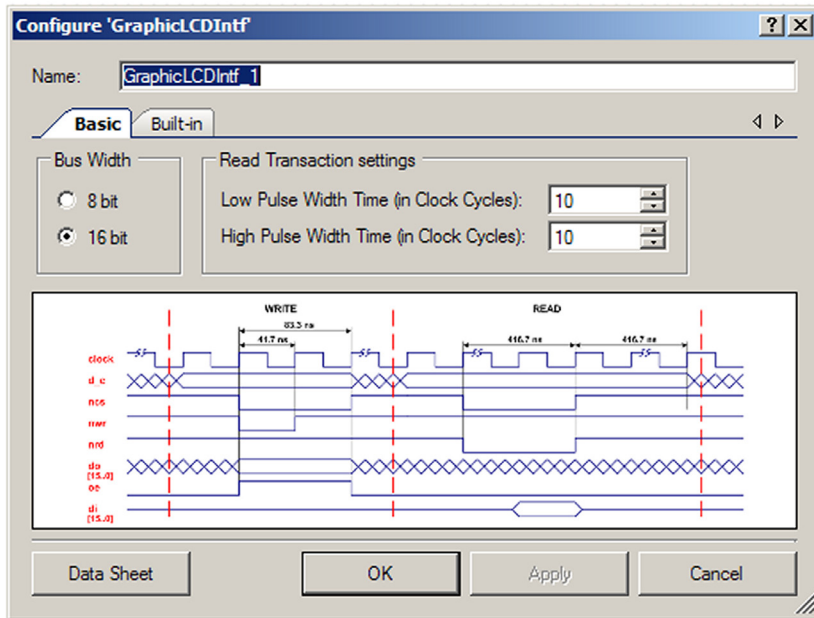 Configure 'GraphicLCDIntf'
Name: GraphicLCDIntf_1
Basic Built-in
Bus Width
8 bit
16 bit
Read Transaction settings
Low Pulse Width Time (in Clock Cycles): 10
High Pulse Width Time (in Clock Cycles): 10
WRITE READ
83.3 ns
41.7 ns 416.7 ns 416.7 ns
clock
d_c
ncs
nwr
nrd
do
[15..0]
oe
di
[15..0]
Data Sheet OK Apply Cancel